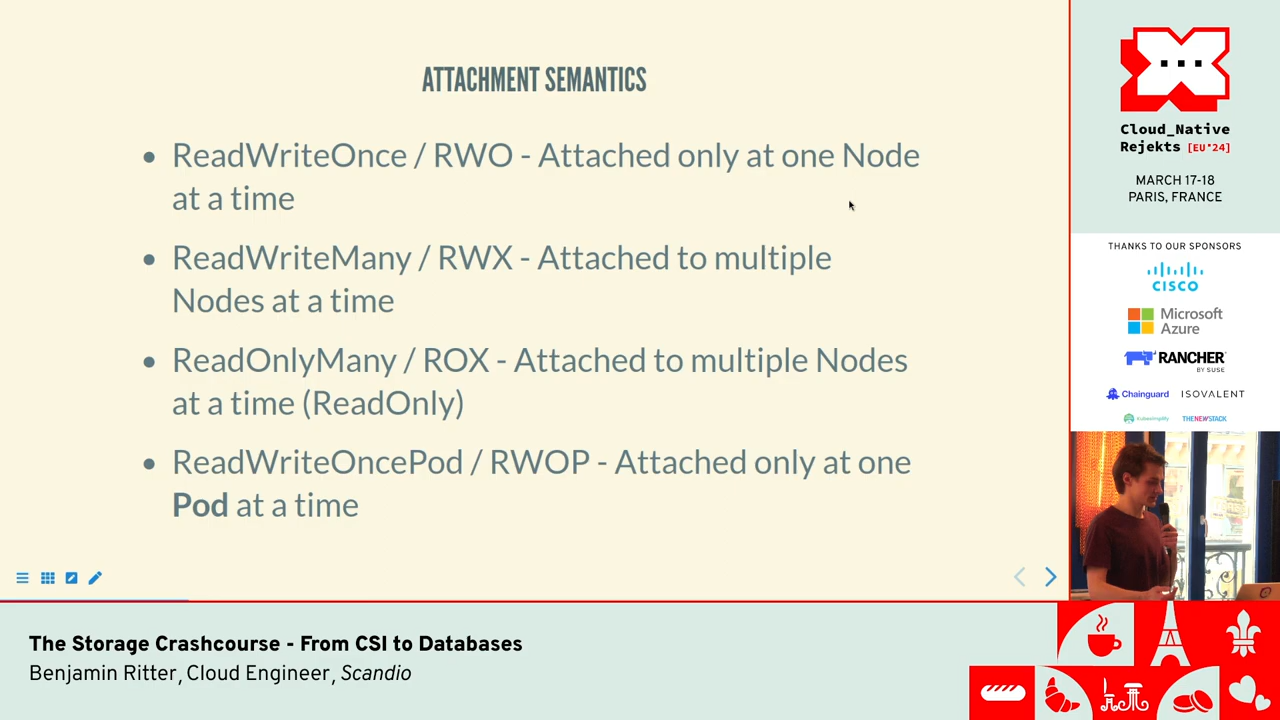 ATTACHMENT SEMANTICS
ReadWriteOnce / RWO - Attached only at one Node
at a time
ReadWriteMany / RWX - Attached to multiple
Nodes at a time
ReadOnlyMany / ROX - Attached to multiple Nodes
at a time (ReadOnly)
ReadWriteOncePod / RWOP - Attached only at one
Pod at a time
Cloud_Native
Rejekts [EU'24]
MARCH 17-18
PARIS, FRANCE
THANKS TO OUR SPONSORS
CISCO
Microsoft
Azure
RANCHER
BY SUSE
Chainguard ISOVALENT
Kubesimplify THENEWSTACK
The Storage Crashcourse - From CSI to Databases
Benjamin Ritter, Cloud Engineer, Scandio